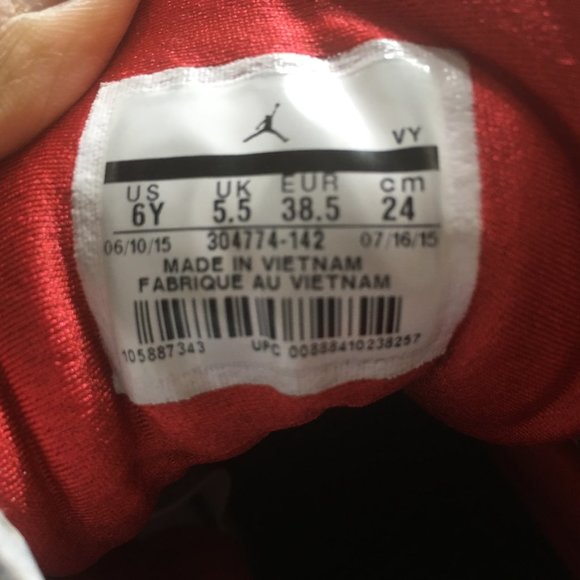 VY
US UK EUR cm
6Y 5.5 38.5 24
06/10/15 304774-142 07/16/15
MADE IN VIETNAM
FABRIQUE AU VIETNAM
105887343 UPC 00888410238257